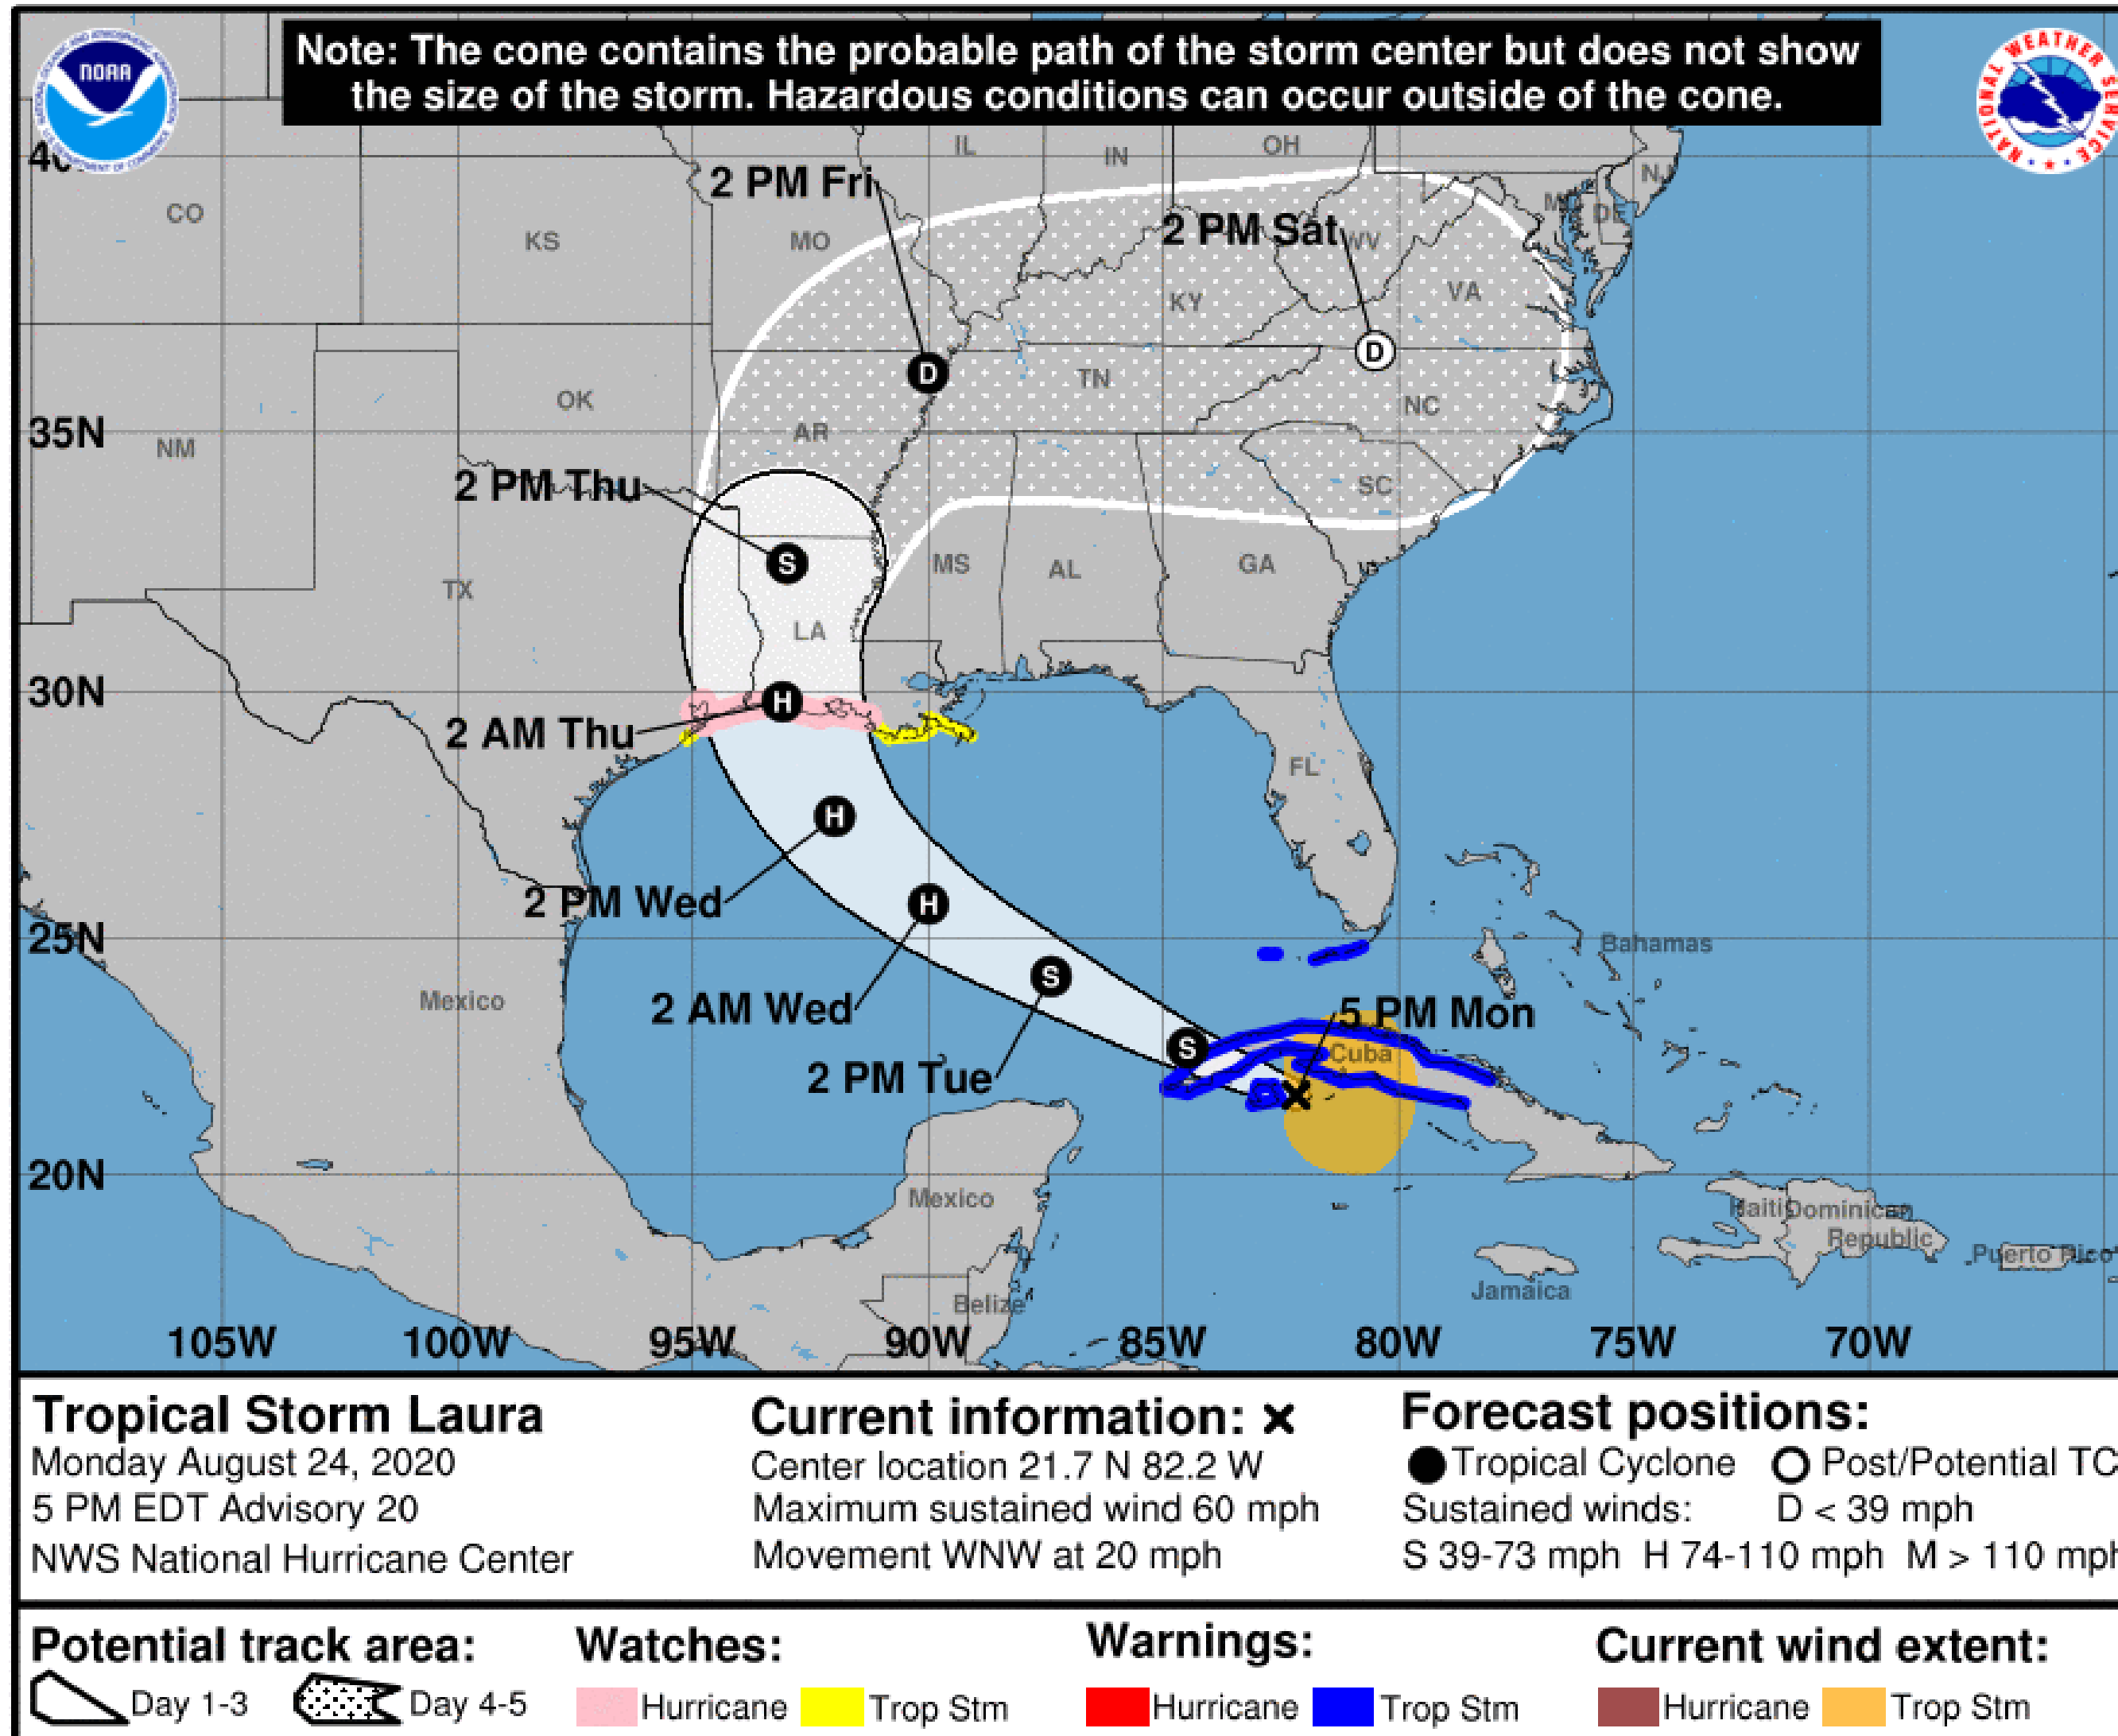 Note: The cone contains the probable path of the storm center but does not show
the size of the storm. Hazardous conditions can occur outside of the cone.
NOAA
NATIONAL WEATHER SERVICE
IL
IN
OH
NJ
2 PM Fri
MD
DE
CO
KS
MO
2 PM Sat
WV
KY
VA
D
D
OK
TN
NC
35N
NM
AR
2 PM Thu
SC
S
MS
AL
GA
TX
LA
30N
H
2 AM Thu
FL
H
2 PM Wed
H
25N
Bahamas
S
Mexico
2 AM Wed
5 PM Mon
S
Cuba
2 PM Tue
20N
Mexico
Haiti
Dominican
Republic
Puerto Rico
Jamaica
Belize
105W
100W
95W
90W
85W
80W
75W
70W
Tropical Storm Laura
Monday August 24, 2020
5 PM EDT Advisory 20
NWS National Hurricane Center
Current information: x
Center location 21.7 N 82.2 W
Maximum sustained wind 60 mph
Movement WNW at 20 mph
Forecast positions:
Tropical Cyclone Post/Potential TC
Sustained winds: D < 39 mph
S 39-73 mph H 74-110 mph M > 110 mph
Potential track area:
Day 1-3 Day 4-5
Watches:
Hurricane Trop Stm
Warnings:
Hurricane Trop Stm
Current wind extent:
Hurricane Trop Stm